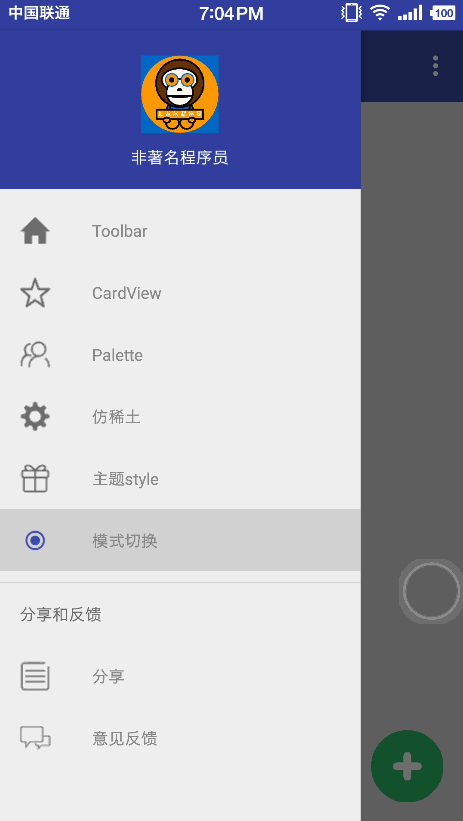 中国联通 7:04PM 100
非著名程序员
Toolbar
CardView
Palette
仿稀土
主题style
模式切换
分享和反馈
分享
意见反馈